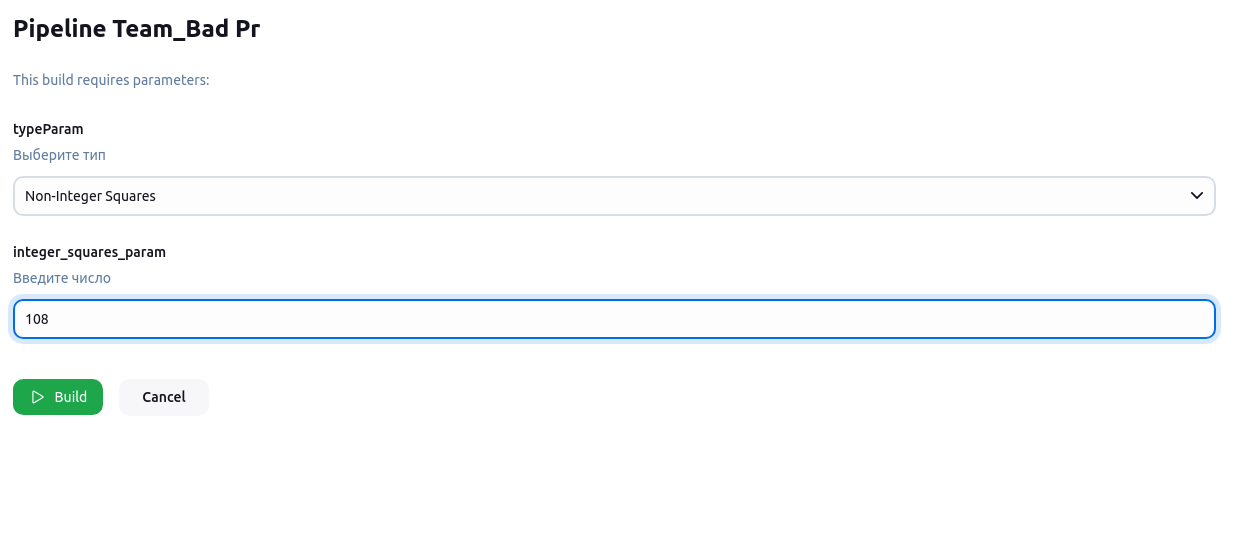 Pipeline Team_Bad Pr
This build requires parameters:
typeParam
Выберите тип
Non-Integer Squares
integer_squares_param
Введите число
108
Build
Cancel